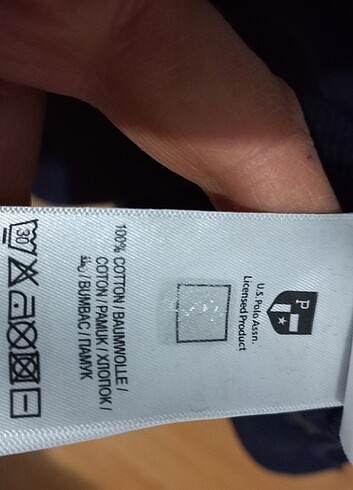 P
U.S. Polo Assn.
Licensed Product
100% COTTON / BAUMWOLLE /
COTON / PAMUK / ХЛОПОК /
قطن / BUMBAC / ПАМУК
30